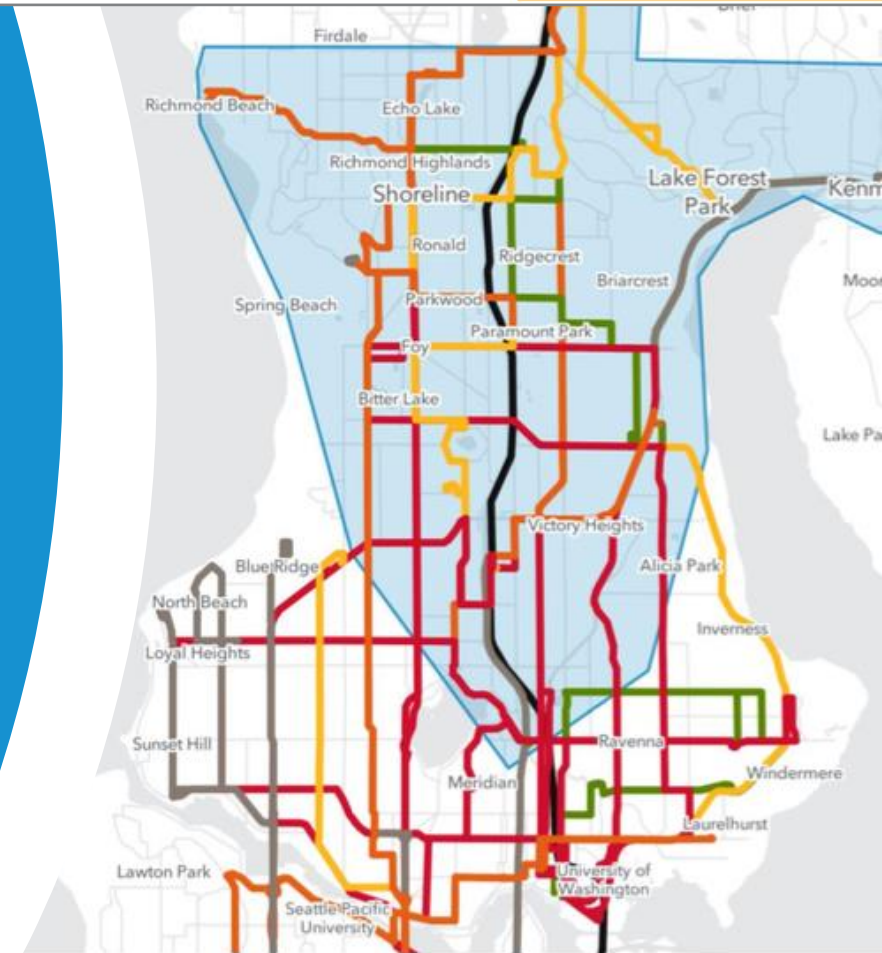 Firdale
Richmond Beach
Echo Lake
Richmond Highlands
Lake Forest
Park
Shoreline
Ronald
Ridgecrest
Briarcrest
Spring Beach
Parkwood
Paramount Park
Foy
Bitter Lake
Victory Heights
Blue Ridge
Alicia Park
North Beach
Inverness
Loyal Heights
Sunset Hill
Ravenna
Meridian
Windermere
Laurelhurst
Lawton Park
University of
Washington
Seattle Pacific
University